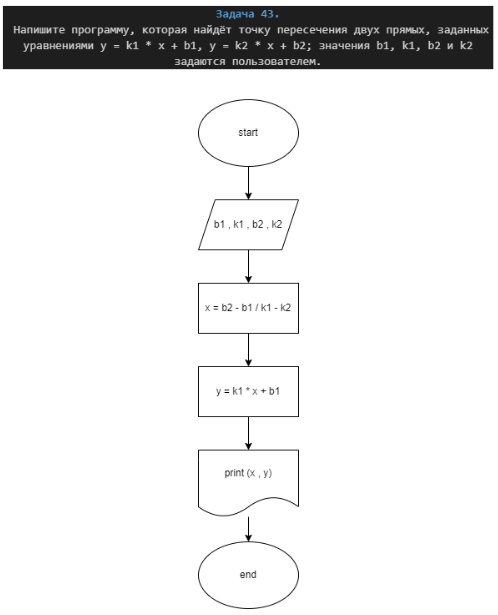 Задача 43.
Напишите программу, которая найдёт точку пересечения двух прямых, заданных
уравнениями y = k1 * x + b1, y = k2 * x + b2; значения b1, k1, b2 и k2
задаются пользователем.
start
b1 , k1 , b2 , k2
x = b2 - b1 / k1 - k2
y = k1 * x + b1
print (x , y)
end